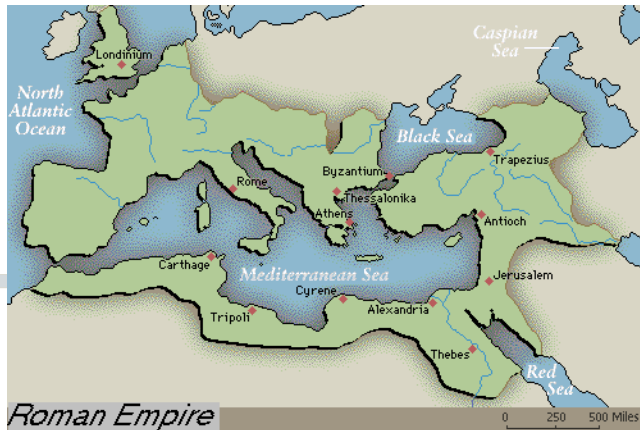 Caspian
Sea
Londinium
North
Atlantic
Ocean
Black Sea
Trapezius
Byzantium
Rome
Thessalonika
Athens
Antioch
Carthage
Mediterranean Sea
Jerusalem
Cyrene
Alexandria
Tripoli
Thebes
Red
Sea
Roman Empire
0 250 500 Miles